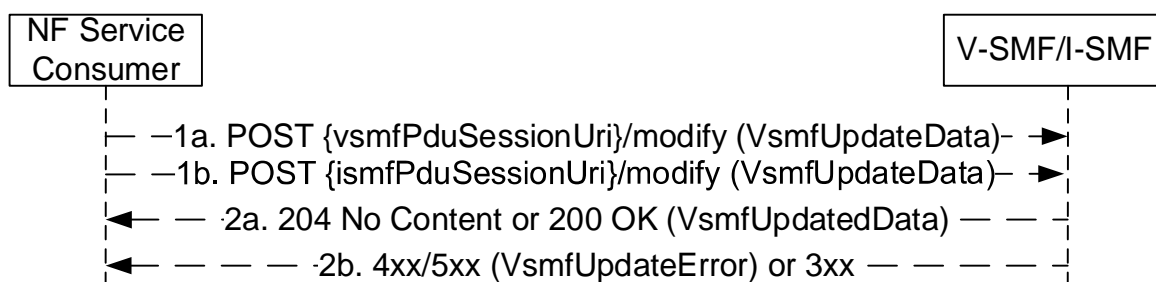 NF Service
Consumer
V-SMF/I-SMF
1a. POST {vsmfPduSessionUri}/modify (VsmfUpdateData)
1b. POST {ismfPduSessionUri}/modify (VsmfUpdateData)
2a. 204 No Content or 200 OK (VsmfUpdatedData)
2b. 4xx/5xx (VsmfUpdateError) or 3xx